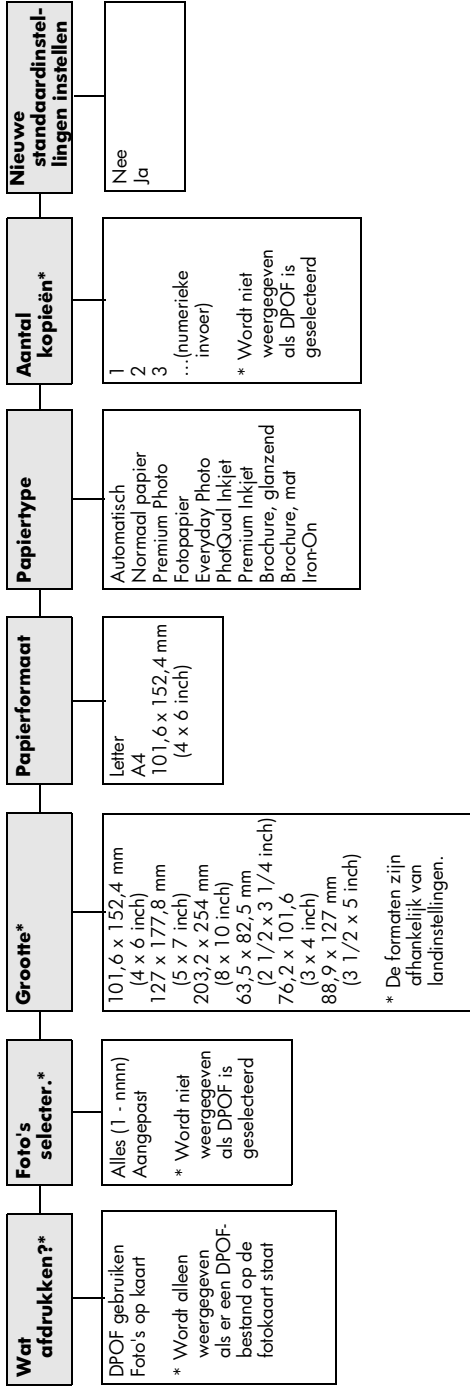 Wat
afdrukken?*
DPOF gebruiken
Foto's op kaart
* Wordt alleen
weergegeven
als er een DPOF-
bestand op de
fotokaart staat
Foto's
selecter.*
Alles (1 - nnn)
Aangepast
* Wordt niet
weergegeven
als DPOF is
geselecteerd
Grootte*
101,6 x 152,4 mm
(4 x 6 inch)
127 x 177,8 mm
(5 x 7 inch)
203,2 x 254 mm
(8 x 10 inch)
63,5 x 82,5 mm
(2 1/2 x 3 1/4 inch)
76,2 x 101,6
(3 x 4 inch)
88,9 x 127 mm
(3 1/2 x 5 inch)
* De formaten zijn
afhankelijk van
landinstellingen.
Papierformaat
Letter
A4
101,6 x 152,4 mm
(4 x 6 inch)
Papiertype
Automatisch
Normaal papier
Premium Photo
Fotopapier
Everyday Photo
PhotQual Inkjet
Premium Inkjet
Brochure, glanzend
Brochure, mat
Iron-On
Aantal
kopieën*
1
2
3
...(numerieke
invoer)
* Wordt niet
weergegeven
als DPOF is
geselecteerd
Nieuwe
standaardinstel-
lingen instellen
Nee
Ja